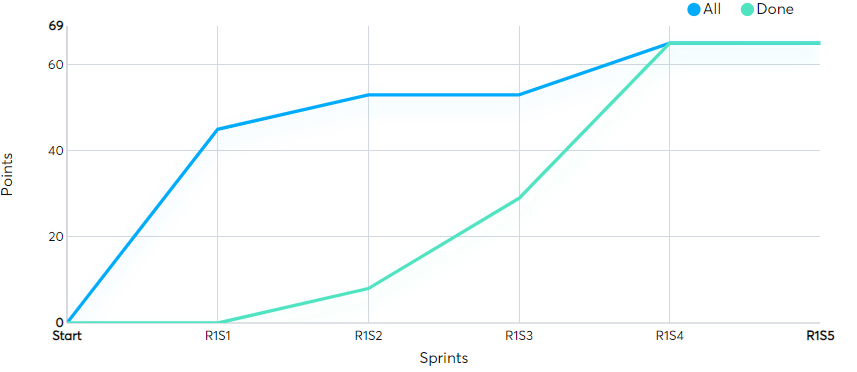 All Done
69
60
40
20
0
Points
Start R1S1 R1S2 R1S3 R1S4 R1S5
Sprints